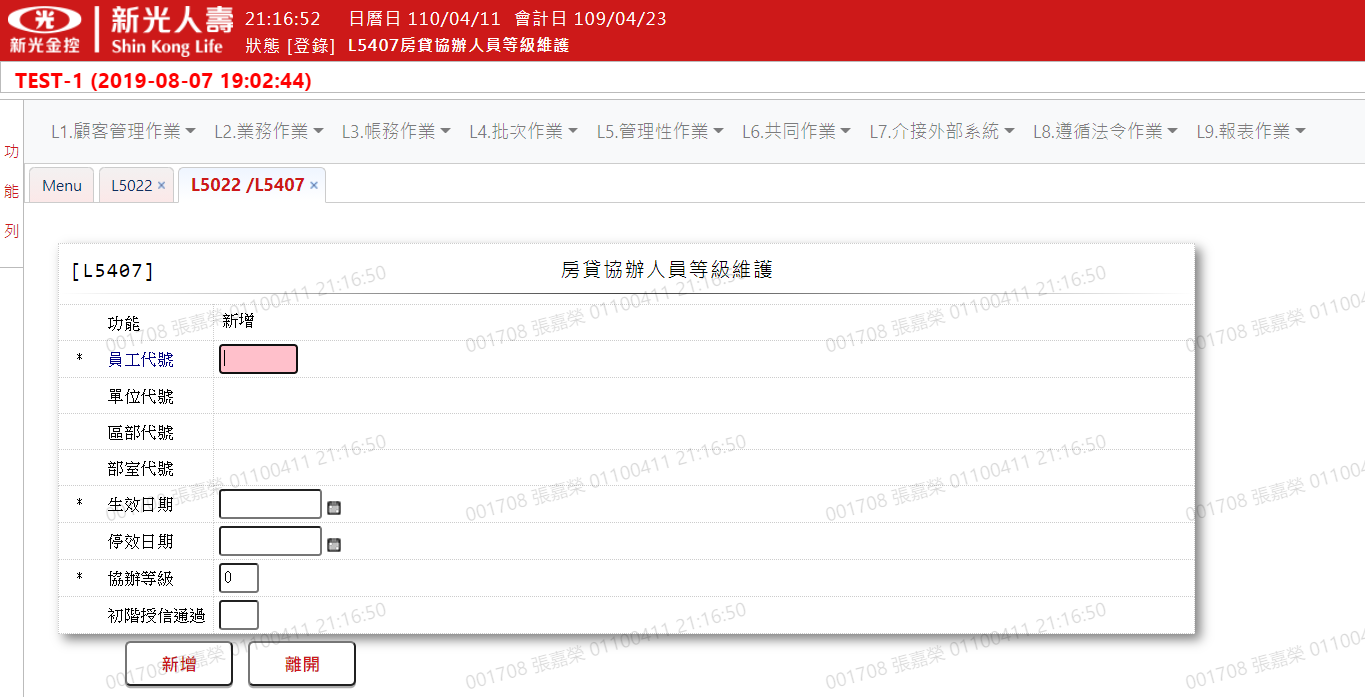 新光金控 新光人壽 Shin Kong Life
21:16:52 日曆日 110/04/11 會計日 109/04/23
狀態 [登錄] L5407房貸協辦人員等級維護
TEST-1 (2019-08-07 19:02:44)
功能列
L1.顧客管理作業 L2.業務作業 L3.帳務作業 L4.批次作業 L5.管理性作業 L6.共同作業 L7.介接外部系統 L8.遵循法令作業 L9.報表作業
Menu L5022 × L5022 /L5407 ×
[L5407] 房貸協辦人員等級維護
功能 新增
* 員工代號
單位代號
區部代號
部室代號
* 生效日期
停效日期
* 協辦等級 0
初階授信通過
新增 離開
001708 張嘉榮 01100411 21:16:50